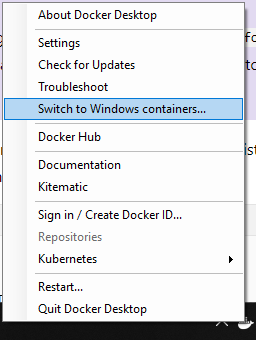 About Docker Desktop
Settings
Check for Updates
Troubleshoot
Switch to Windows containers...
Docker Hub
Documentation
Kitematic
Sign in / Create Docker ID...
Repositories
Kubernetes
Restart...
Quit Docker Desktop